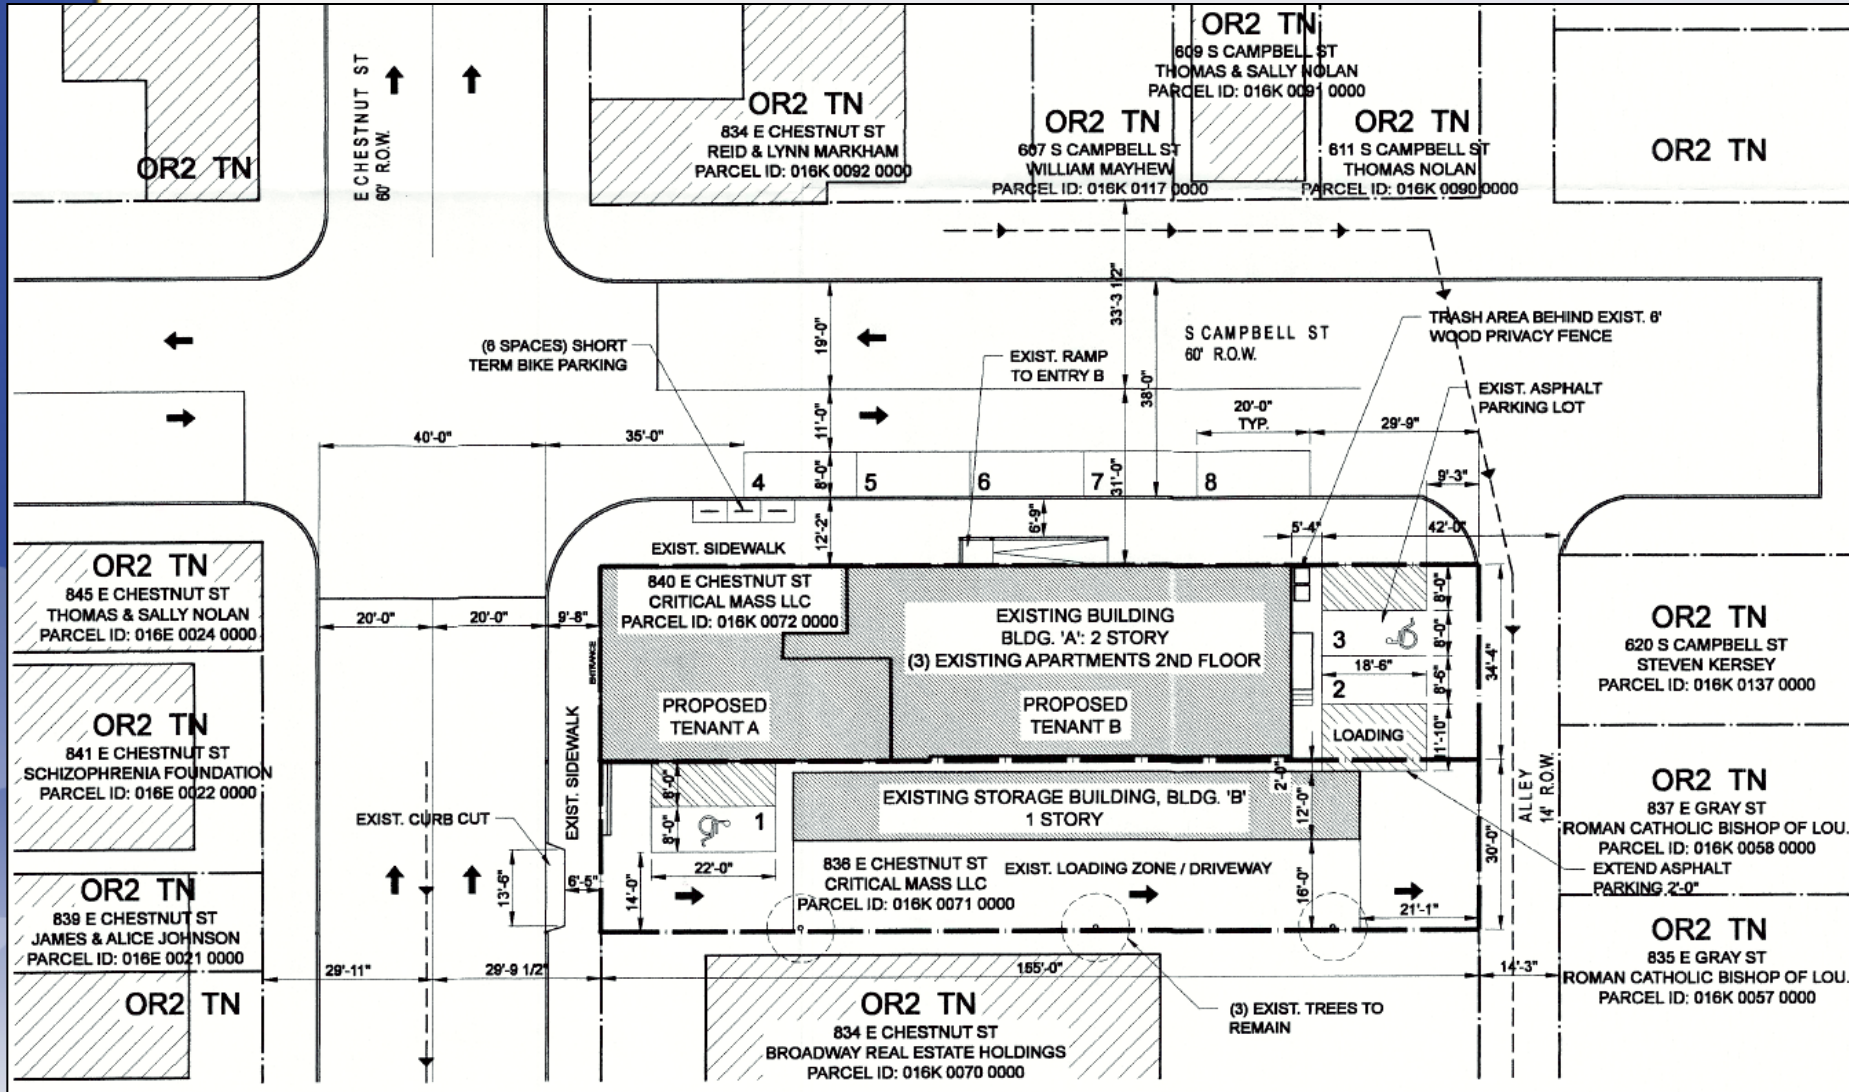 OR2 TN
E CHESTNUT ST
60' R.O.W.
OR2 TN
834 E CHESTNUT ST
REID & LYNN MARKHAM
PARCEL ID: 016K 0092 0000
OR2 TN
609 S CAMPBELL ST
THOMAS & SALLY NOLAN
PARCEL ID: 016K 0091 0000
OR2 TN
607 S CAMPBELL ST
WILLIAM MAYHEW
PARCEL ID: 016K 0117 0000
OR2 TN
611 S CAMPBELL ST
THOMAS NOLAN
PARCEL ID: 016K 0090 0000
OR2 TN
(6 SPACES) SHORT
TERM BIKE PARKING
19'-0"
33'-3 1/2"
S CAMPBELL ST
60' R.O.W.
EXIST. RAMP
TO ENTRY B
TRASH AREA BEHIND EXIST. 6'
WOOD PRIVACY FENCE
EXIST. ASPHALT
PARKING LOT
38'-0"
11'-0"
20'-0"
TYP.
29'-9"
40'-0"
35'-0"
8'-0"
31'-0"
4
5
6
7
8
9'-3"
12'-2"
6'-9"
5'-4"
42'-0"
EXIST. SIDEWALK
OR2 TN
845 E CHESTNUT ST
THOMAS & SALLY NOLAN
PARCEL ID: 016E 0024 0000
20'-0"
20'-0"
9'-8"
ENTRANCE
840 E CHESTNUT ST
CRITICAL MASS LLC
PARCEL ID: 016K 0072 0000
EXISTING BUILDING
BLDG. 'A': 2 STORY
(3) EXISTING APARTMENTS 2ND FLOOR
PROPOSED
TENANT A
PROPOSED
TENANT B
8'-0"
3
8'-0"
18'-6"
2
8'-6"
34'-4"
LOADING
11'-10"
OR2 TN
620 S CAMPBELL ST
STEVEN KERSEY
PARCEL ID: 016K 0137 0000
OR2 TN
841 E CHESTNUT ST
SCHIZOPHRENIA FOUNDATION
PARCEL ID: 016E 0022 0000
EXIST. SIDEWALK
EXIST. CURB CUT
8'-0"
8'-0"
1
22'-0"
14'-0"
2'-0"
EXISTING STORAGE BUILDING, BLDG. 'B'
1 STORY
12'-0"
836 E CHESTNUT ST
CRITICAL MASS LLC
PARCEL ID: 016K 0071 0000
EXIST. LOADING ZONE / DRIVEWAY
16'-0"
30'-0"
21'-1"
ALLEY
14' R.O.W.
OR2 TN
837 E GRAY ST
ROMAN CATHOLIC BISHOP OF LOU.
PARCEL ID: 016K 0058 0000
EXTEND ASPHALT
PARKING 2'-0"
OR2 TN
839 E CHESTNUT ST
JAMES & ALICE JOHNSON
PARCEL ID: 016E 0021 0000
13'-6"
6'-5"
29'-11"
29'-9 1/2"
155'-0"
14'-3"
OR2 TN
835 E GRAY ST
ROMAN CATHOLIC BISHOP OF LOU.
PARCEL ID: 016K 0057 0000
OR2 TN
OR2 TN
834 E CHESTNUT ST
BROADWAY REAL ESTATE HOLDINGS
PARCEL ID: 016K 0070 0000
(3) EXIST. TREES TO
REMAIN